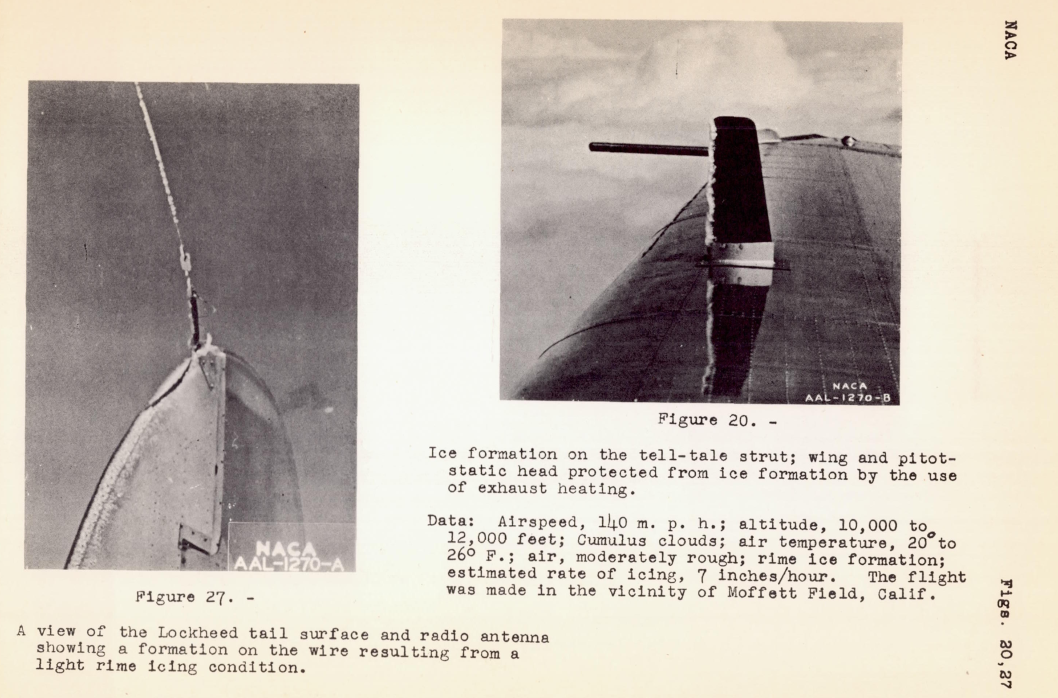 NACA
NACA
AAL-1270-A
Figure 27. -
A view of the Lockheed tail surface and radio antenna
showing a formation on the wire resulting from a
light rime icing condition.
NACA
AAL-1270-B
Figure 20. -
Ice formation on the tell-tale strut; wing and pitot-
static head protected from ice formation by the use
of exhaust heating.
Data: Airspeed, 140 m. p. h.; altitude, 10,000 to
12,000 feet; Cumulus clouds; air temperature, 20° to
26° F.; air, moderately rough; rime ice formation;
estimated rate of icing, 7 inches/hour. The flight
was made in the vicinity of Moffett Field, Calif.
Figs. 20,27